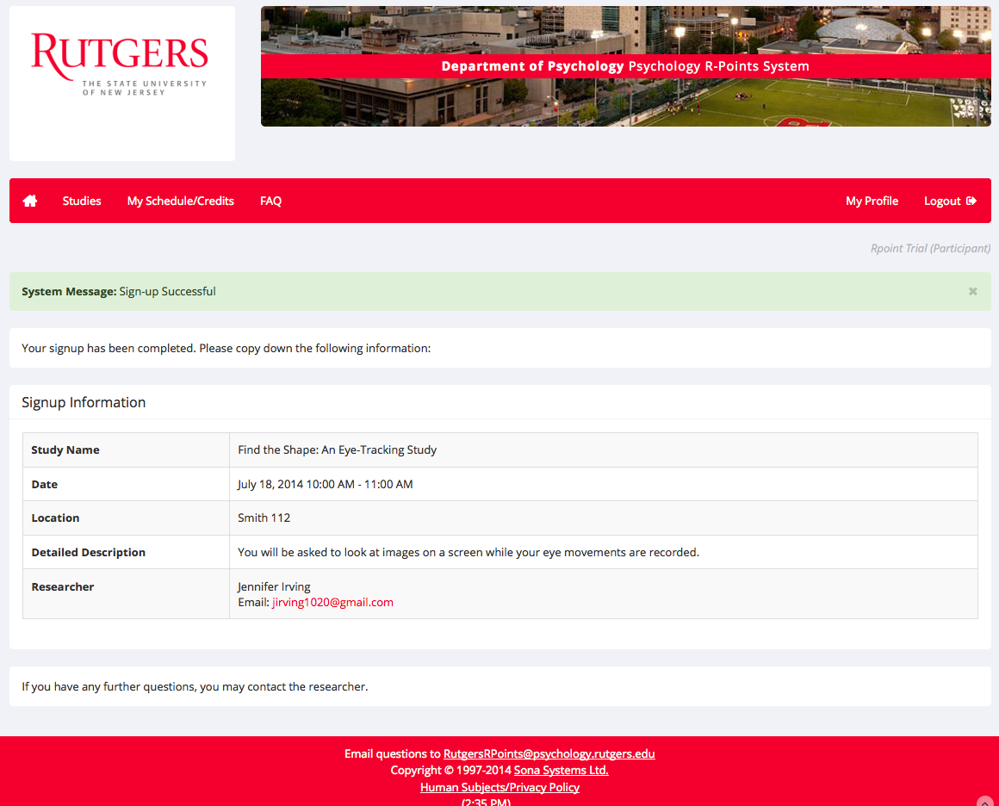 RUTGERS
THE STATE UNIVERSITY
OF NEW JERSEY
Department of Psychology Psychology R-Points System
Studies My Schedule/Credits FAQ My Profile Logout
Rpoint Trial (Participant)
System Message: Sign-up Successful
Your signup has been completed. Please copy down the following information:
Signup Information
Study Name Find the Shape: An Eye-Tracking Study
Date July 18, 2014 10:00 AM - 11:00 AM
Location Smith 112
Detailed Description You will be asked to look at images on a screen while your eye movements are recorded.
Researcher Jennifer Irving
Email: jirving1020@gmail.com
If you have any further questions, you may contact the researcher.
Email questions to RutgersRPoints@psychology.rutgers.edu
Copyright © 1997-2014 Sona Systems Ltd.
Human Subjects/Privacy Policy
(2:35 PM)